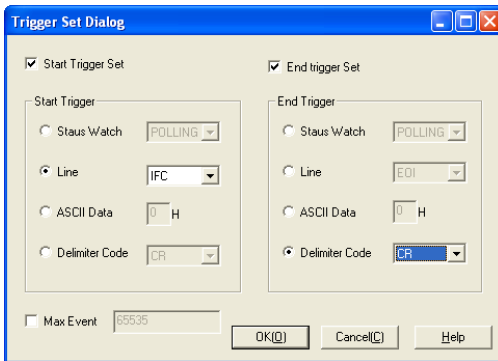 Trigger Set Dialog
Start Trigger Set
End trigger Set
Start Trigger
End Trigger
Staus Watch POLLING
Staus Watch POLLING
Line IFC
Line EOI
ASCII Data 0 H
ASCII Data 0 H
Delimiter Code CR
Delimiter Code CR
Max Event 65535
OK(O) Cancel(C) Help